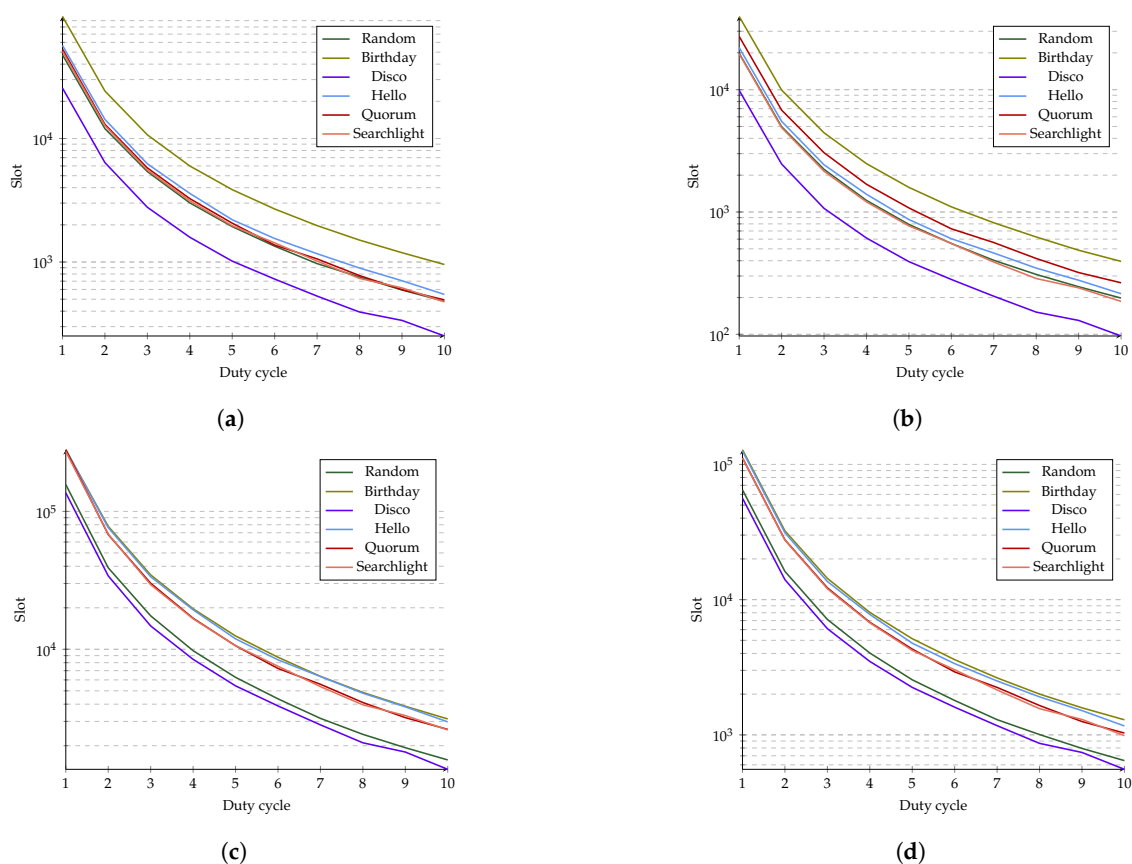 Random
Birthday
Disco
Hello
Quorum
Searchlight
10^4
10^3
Slot
1 2 3 4 5 6 7 8 9 10
Duty cycle
(a)
Random
Birthday
Disco
Hello
Quorum
Searchlight
10^4
10^3
10^2
Slot
1 2 3 4 5 6 7 8 9 10
Duty cycle
(b)
Random
Birthday
Disco
Hello
Quorum
Searchlight
10^5
10^4
Slot
1 2 3 4 5 6 7 8 9 10
Duty cycle
(c)
Random
Birthday
Disco
Hello
Quorum
Searchlight
10^5
10^4
10^3
Slot
1 2 3 4 5 6 7 8 9 10
Duty cycle
(d)